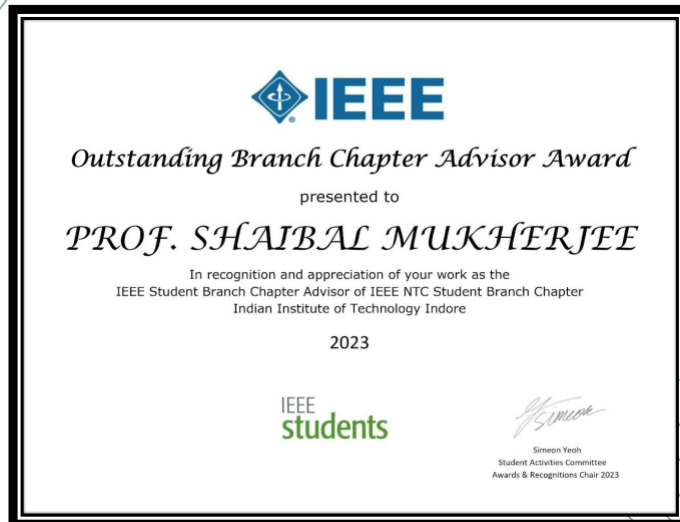 IEEE
Outstanding Branch Chapter Advisor Award
presented to
PROF. SHAIBAL MUKHERJEE
In recognition and appreciation of your work as the
IEEE Student Branch Chapter Advisor of IEEE NTC Student Branch Chapter
Indian Institute of Technology Indore
2023
IEEE
students
Simeon
Simeon Yeoh
Student Activities Committee
Awards & Recognitions Chair 2023